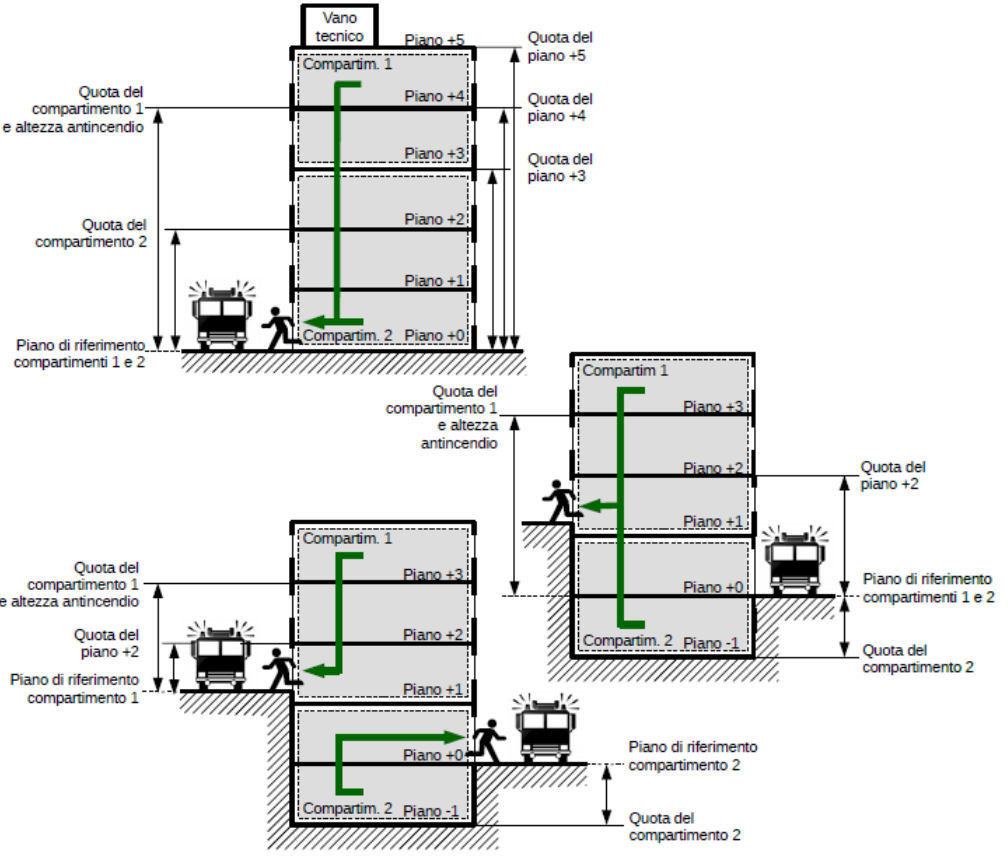 Vano
tecnico
Piano +5
Quota del
piano +5
Compartim. 1
Quota del
compartimento 1
e altezza antincendio
Piano +4
Quota del
piano +4
Piano +3
Quota del
piano +3
Quota del
compartimento 2
Piano +2
Piano +1
Piano di riferimento
compartimenti 1 e 2
Compartim. 2
Piano +0
Compartim 1
Quota del
compartimento 1
e altezza
antincendio
Piano +3
Piano +2
Quota del
piano +2
Piano +1
Piano +0
Piano di riferimento
compartimenti 1 e 2
Compartim. 2
Piano -1
Quota del
compartimento 2
Compartim. 1
Quota del
compartimento 1
e altezza antincendio
Piano +3
Quota del
piano +2
Piano +2
Piano di riferimento
compartimento 1
Piano +1
Piano +0
Piano di riferimento
compartimento 2
Compartim. 2
Piano -1
Quota del
compartimento 2